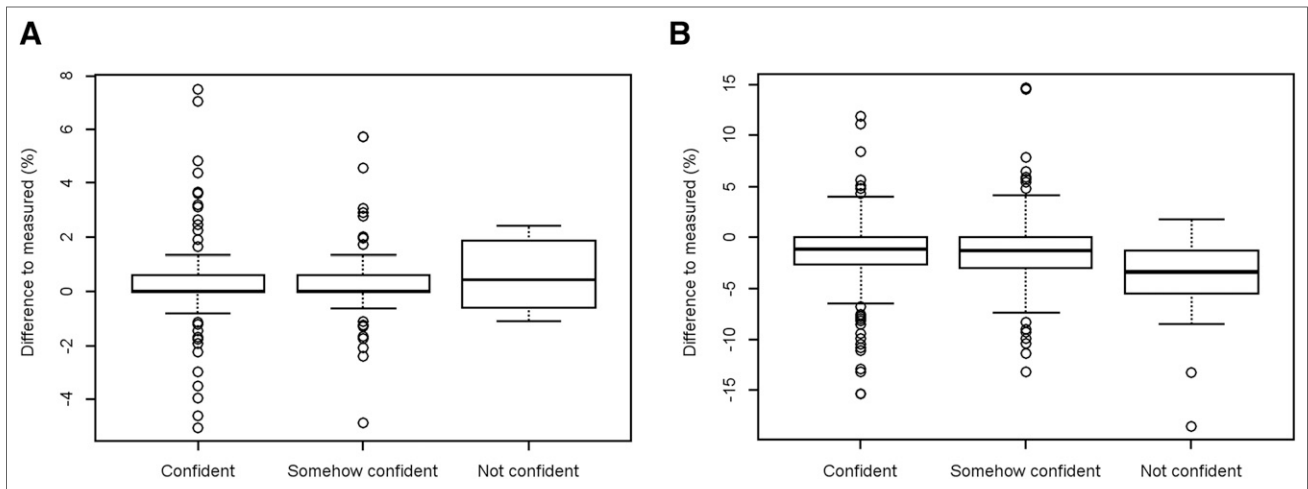 A
B
Difference to measured (%)
8
6
4
2
0
-2
-4
Confident
Somehow confident
Not confident
Difference to measured (%)
15
10
5
0
-5
-10
-15
Confident
Somehow confident
Not confident